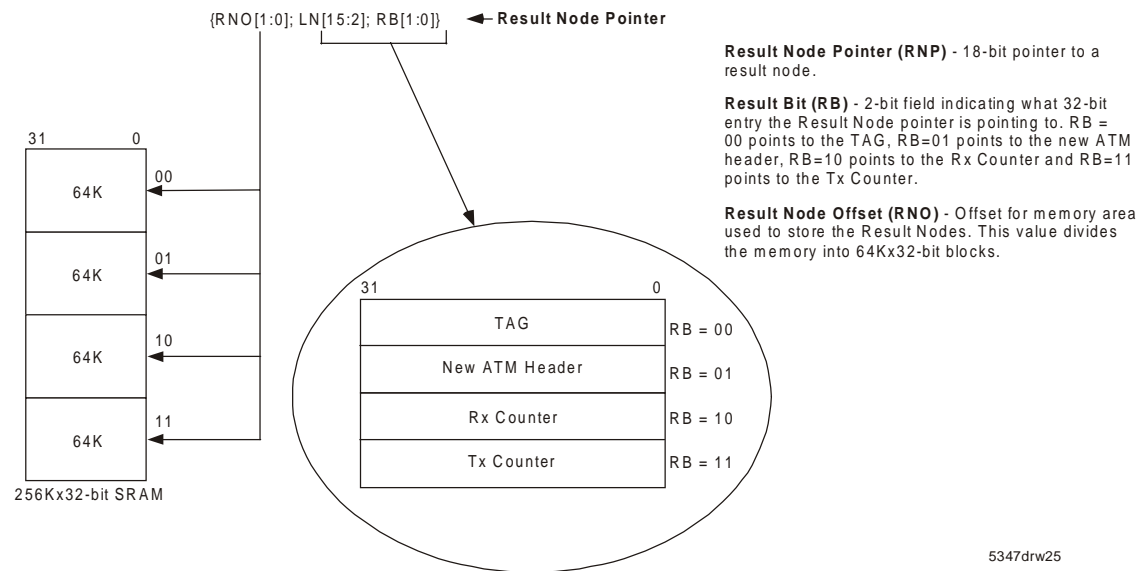 {RNO[1:0]; LN[15:2]; RB[1:0]}
Result Node Pointer
Result Node Pointer (RNP) - 18-bit pointer to a
result node.
Result Bit (RB) - 2-bit field indicating what 32-bit
entry the Result Node pointer is pointing to. RB =
00 points to the TAG, RB=01 points to the new ATM
header, RB=10 points to the Rx Counter and RB=11
points to the Tx Counter.
Result Node Offset (RNO) - Offset for memory area
used to store the Result Nodes. This value divides
the memory into 64Kx32-bit blocks.
31 0
64K 00
64K 01
64K 10
64K 11
256Kx32-bit SRAM
31 0
TAG RB = 00
New ATM Header RB = 01
Rx Counter RB = 10
Tx Counter RB = 11
5347drw25